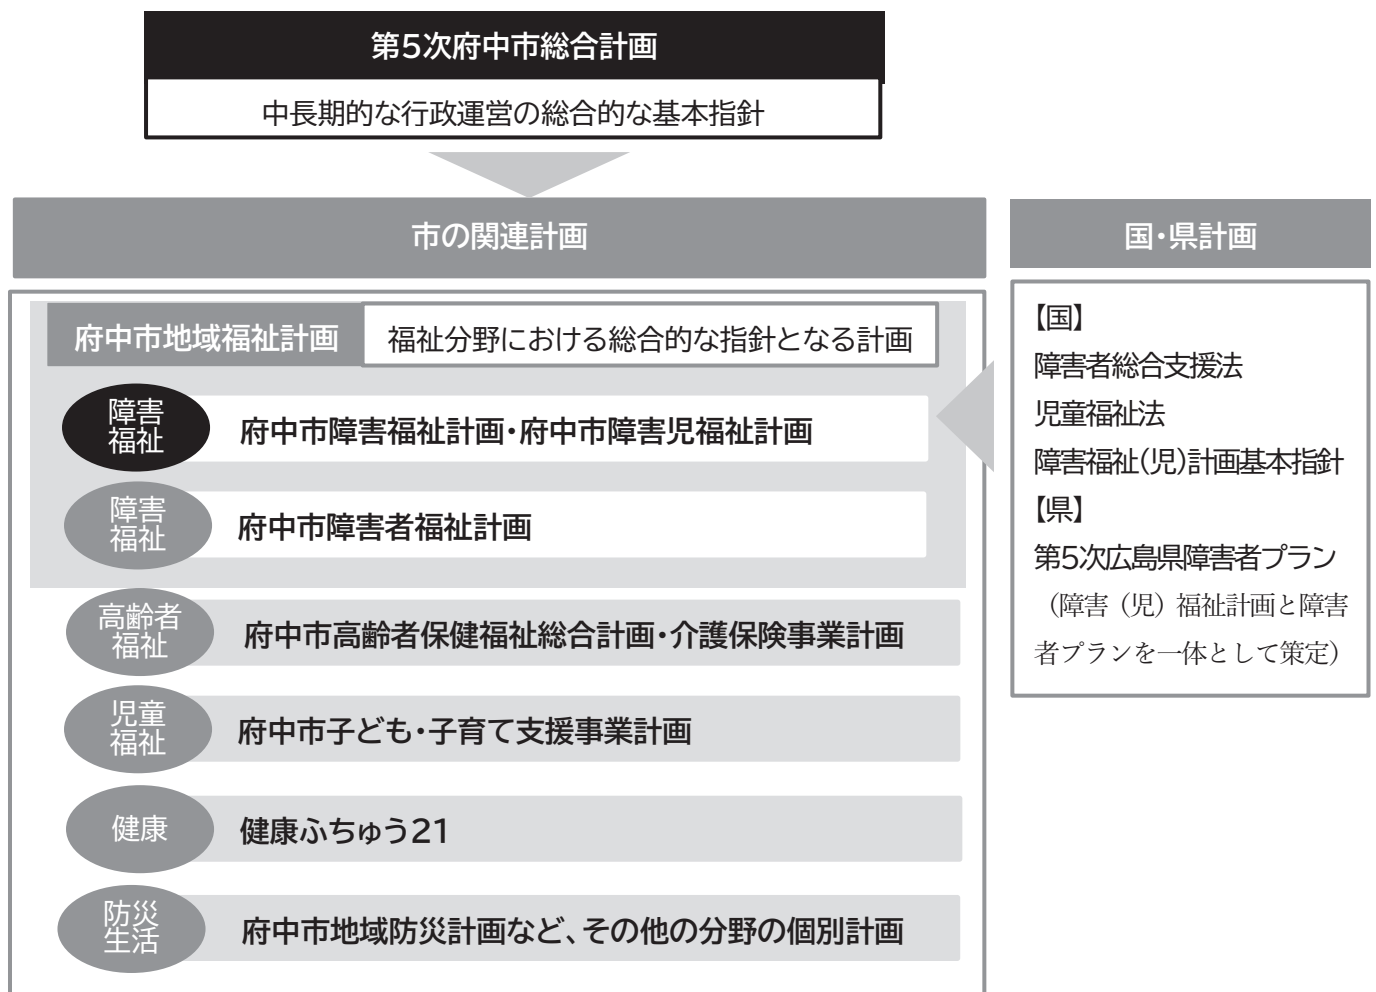 第5次府中市総合計画
中長期的な行政運営の総合的な基本指針
市の関連計画
府中市地域福祉計画
福祉分野における総合的な指針となる計画
障害
福祉
府中市障害福祉計画・府中市障害児福祉計画
障害
福祉
府中市障害者福祉計画
高齢者
福祉
府中市高齢者保健福祉総合計画・介護保険事業計画
児童
福祉
府中市子ども・子育て支援事業計画
健康
健康ふちゅう21
防災
生活
府中市地域防災計画など、その他の分野の個別計画
国・県計画
【国】
障害者総合支援法
児童福祉法
障害福祉(児)計画基本指針
【県】
第5次広島県障害者プラン
（障害（児）福祉計画と障害
者プランを一体として策定）